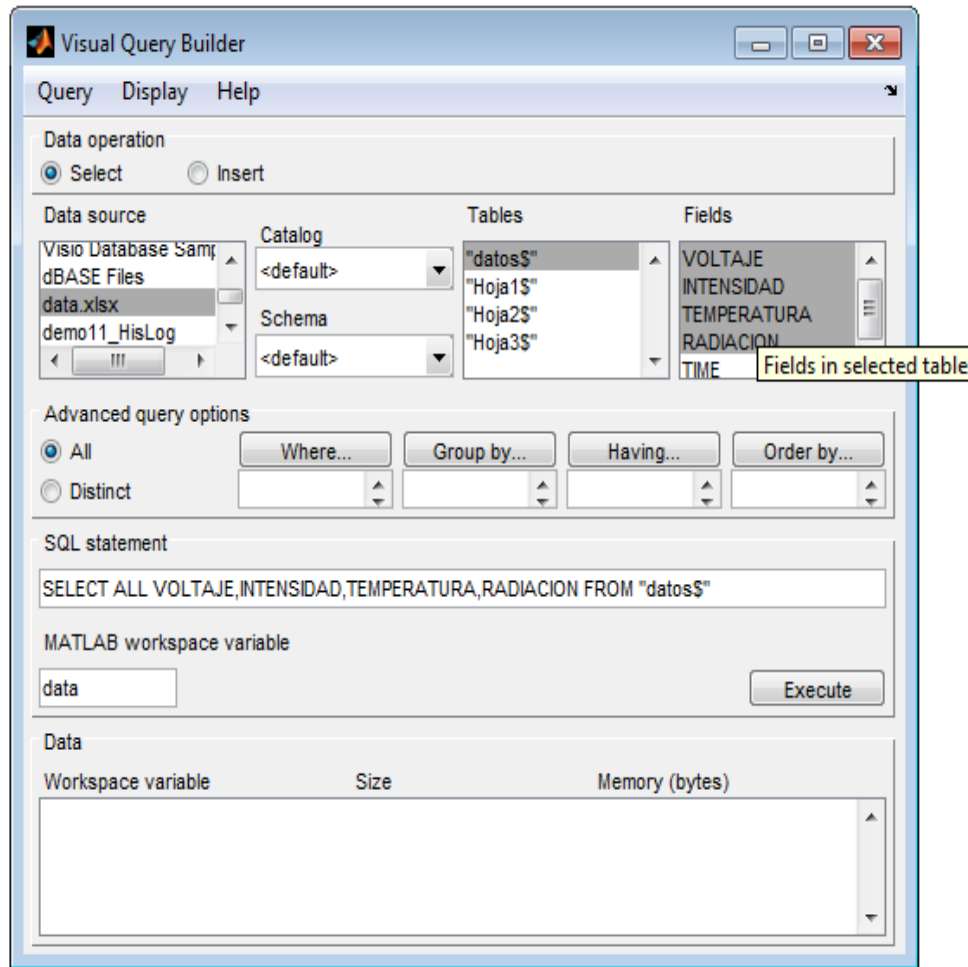 Visual Query Builder
Query Display Help
Data operation
Select Insert
Data source Catalog Tables Fields
Visio Database Samp
dBASE Files
data.xlsx
demo11_HisLog
<default>
Schema
<default>
"datos$"
"Hoja1$"
"Hoja2$"
"Hoja3$"
VOLTAJE
INTENSIDAD
TEMPERATURA
RADIACION
TIME
Fields in selected table
Advanced query options
All Where... Group by... Having... Order by...
Distinct
SQL statement
SELECT ALL VOLTAJE,INTENSIDAD,TEMPERATURA,RADIACION FROM "datos$"
MATLAB workspace variable
data Execute
Data
Workspace variable Size Memory (bytes)